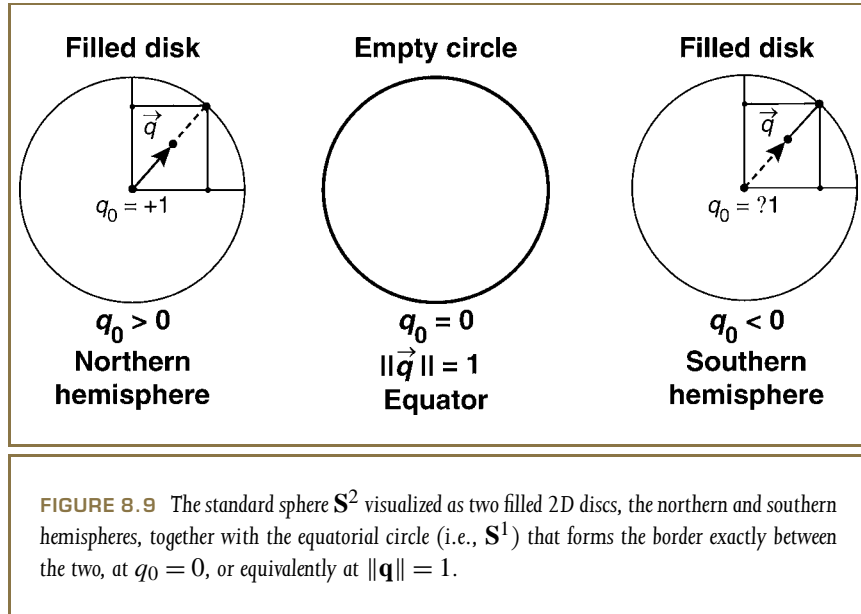 Filled disk
Empty circle
Filled disk
q⃗
q⃗
q₀ = +1
q₀ = ?1
q₀ > 0
q₀ = 0
q₀ < 0
Northern
||q⃗|| = 1
Southern
hemisphere
Equator
hemisphere
FIGURE 8.9 The standard sphere S² visualized as two filled 2D discs, the northern and southern
hemispheres, together with the equatorial circle (i.e., S¹) that forms the border exactly between
the two, at q₀ = 0, or equivalently at ‖q‖ = 1.